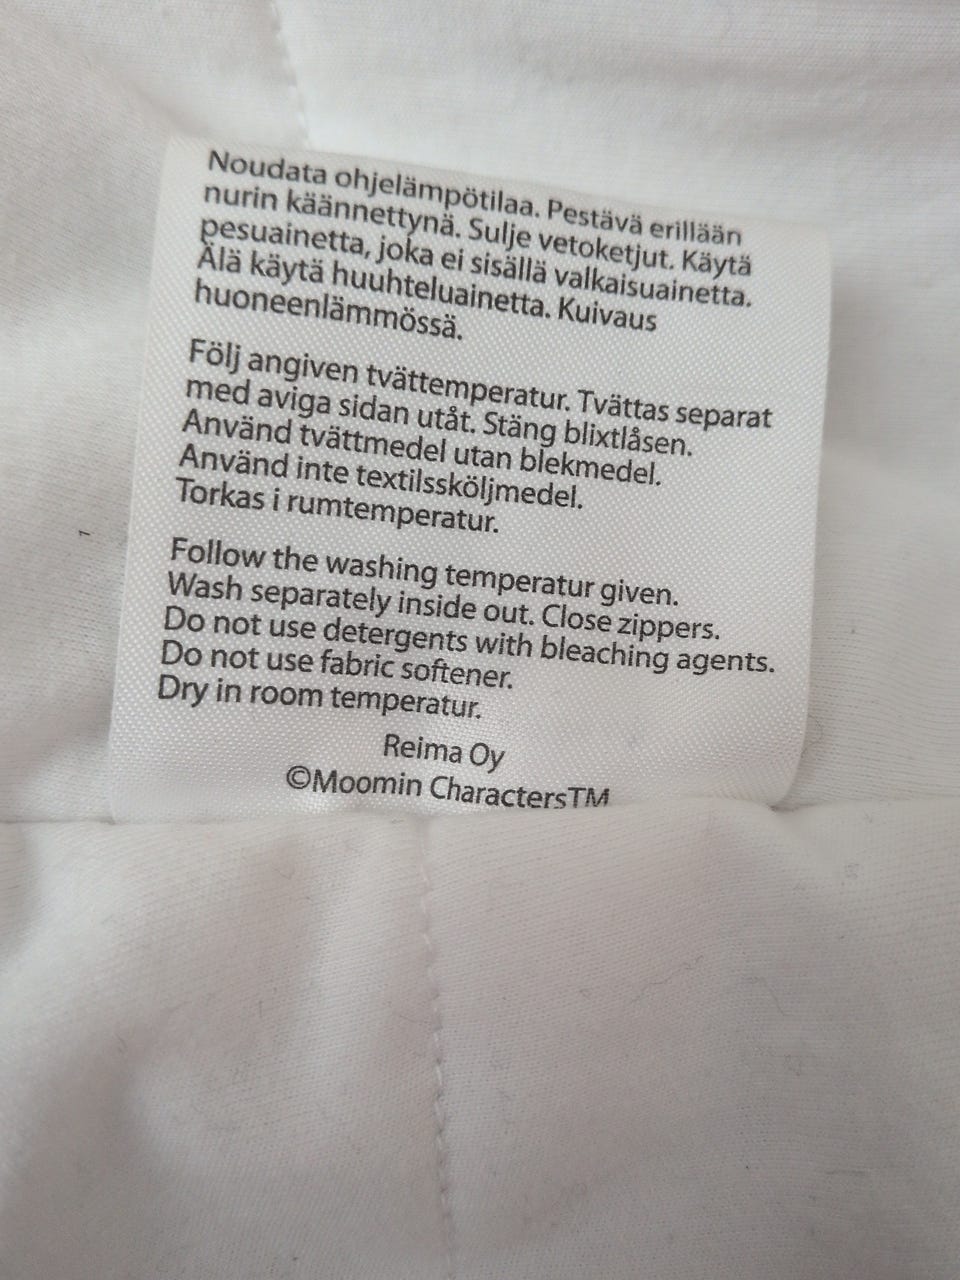 Noudata ohjelämpötilaa. Pestävä erillään
nurin käännettynä. Sulje vetoketjut. Käytä
pesuainetta, joka ei sisällä valkaisuainetta.
Älä käytä huuhteluainetta. Kuivaus
huoneenlämmössä.
Följ angiven tvättemperatur. Tvättas separat
med aviga sidan utåt. Stäng blixtlåsen.
Använd tvättmedel utan blekmedel.
Använd inte textilssköljmedel.
Torkas i rumtemperatur.
Follow the washing temperatur given.
Wash separately inside out. Close zippers.
Do not use detergents with bleaching agents.
Do not use fabric softener.
Dry in room temperatur.
Reima Oy
©Moomin CharactersTM